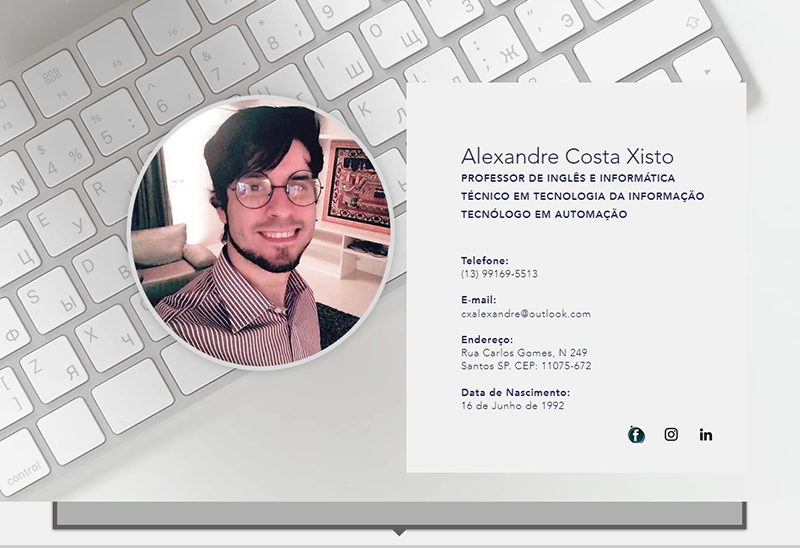 Alexandre Costa Xisto
PROFESSOR DE INGLÊS E INFORMÁTICA
TÉCNICO EM TECNOLOGIA DA INFORMAÇÃO
TECNÓLOGO EM AUTOMAÇÃO
Telefone:
(13) 99169-5513
E-mail:
cxalexandre@outlook.com
Endereço:
Rua Carlos Gomes, N 249
Santos SP. CEP: 11075-672
Data de Nascimento:
16 de Junho de 1992
control